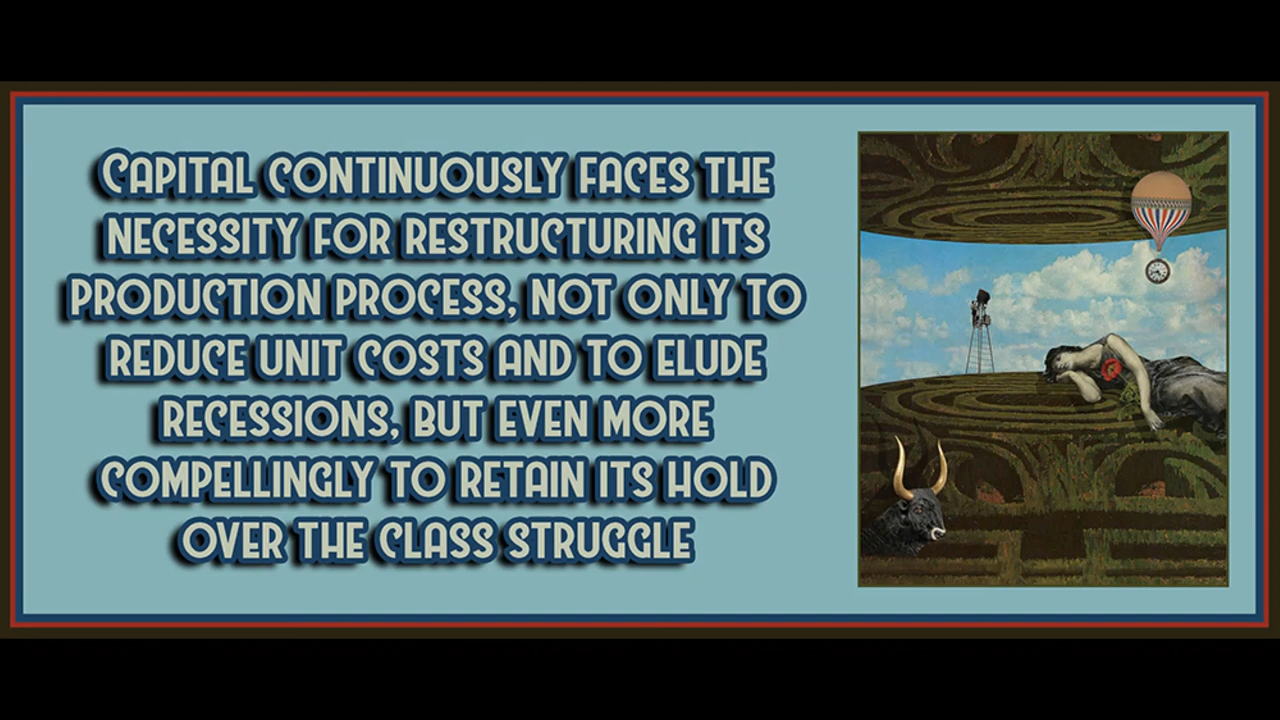 Capital continuously faces the
necessity for restructuring its
production process, not only to
reduce unit costs and to elude
recessions, but even more
compellingly to retain its hold
over the class struggle